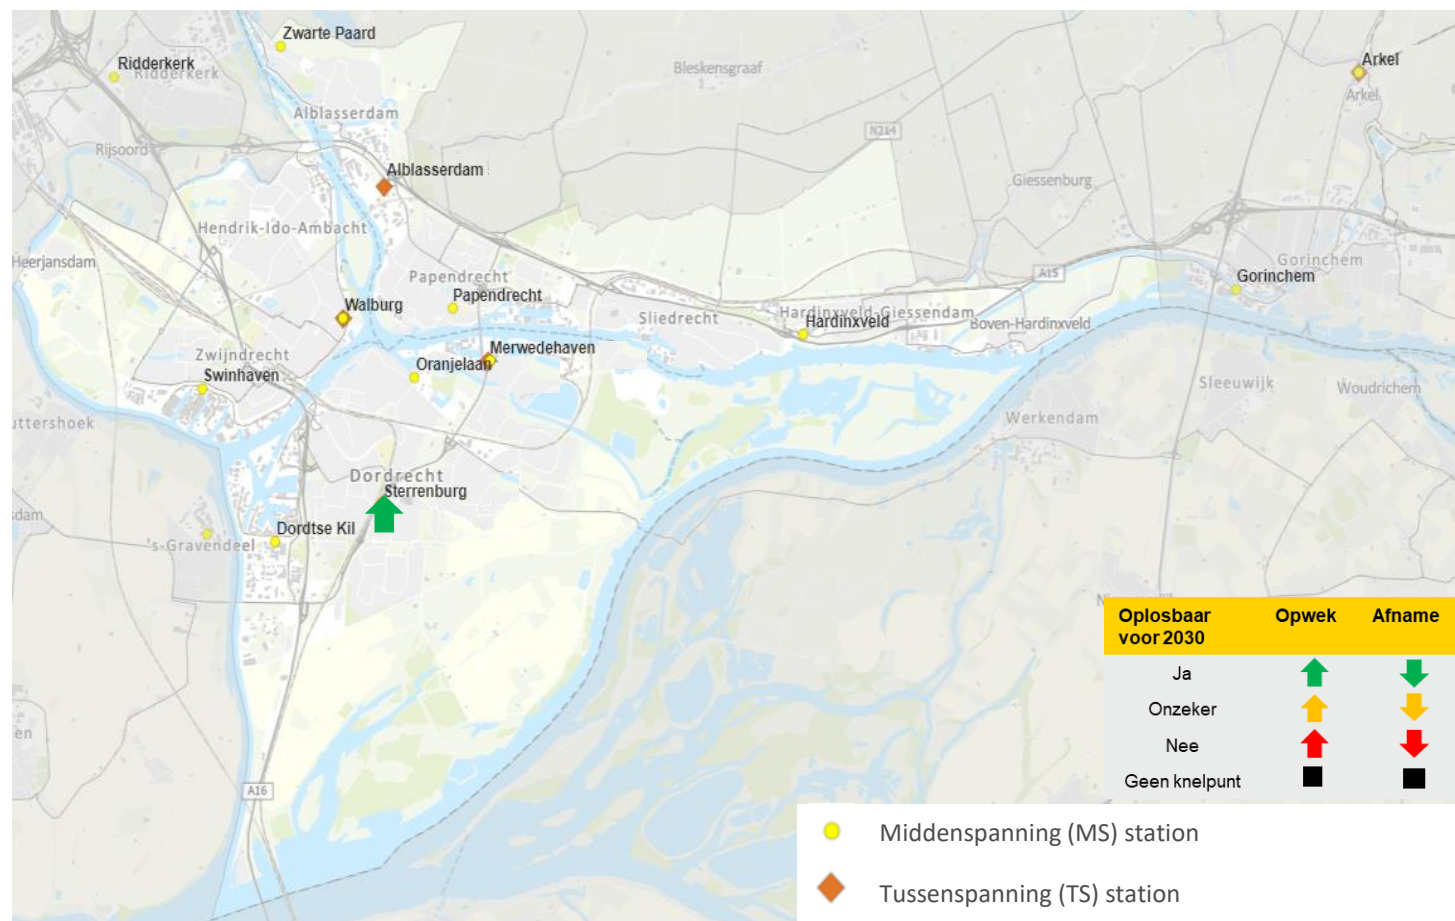 Zwarte Paard
Ridderkerk
Ridderkerk
Bleskensgraaf
Arkel
Arkel
Alblasserdam
N214
Rijsoord
Alblasserdam
Giessenburg
Hendrik-Ido-Ambacht
Heerjansdam
Papendrecht
A15
Gorinchem
Gorinchem
Papendrecht
Walburg
Sliedrecht
Hardinxveld-Giessendam
Hardinxveld
Boven-Hardinxveld
Merwedehaven
Zwijndrecht
Oranjelaan
Swinhaven
Sleeuwijk
Woudrichem
uttershoek
Werkendam
Dordrecht
Sterrenburg
sdam
Dordtse Kil
's-Gravendeel
en
A16
Oplosbaar Opwek Afname
voor 2030
Ja
Onzeker
Nee
Geen knelpunt
Middenspanning (MS) station
Tussenspanning (TS) station